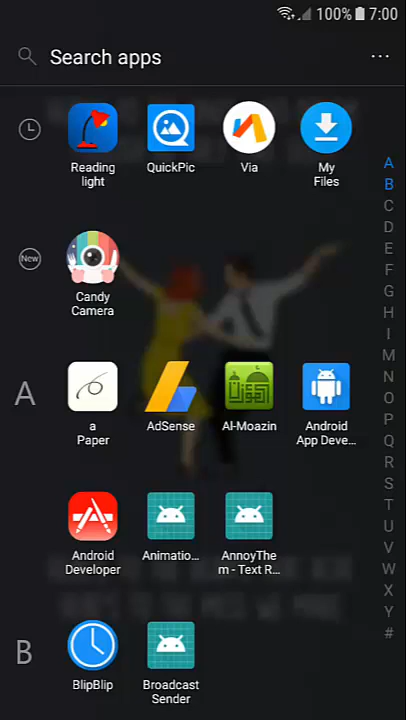 100% 7:00
Search apps
Reading
light
QuickPic
Via
My
Files
New
Candy
Camera
A
a
Paper
AdSense
Al-Moazin
Android
App Deve...
Android
Developer
Animatio...
AnnoyThe
m - Text R...
B
BlipBlip
Broadcast
Sender
A
B
C
D
E
F
G
H
I
M
N
O
P
Q
R
S
T
U
V
W
X
Y
#